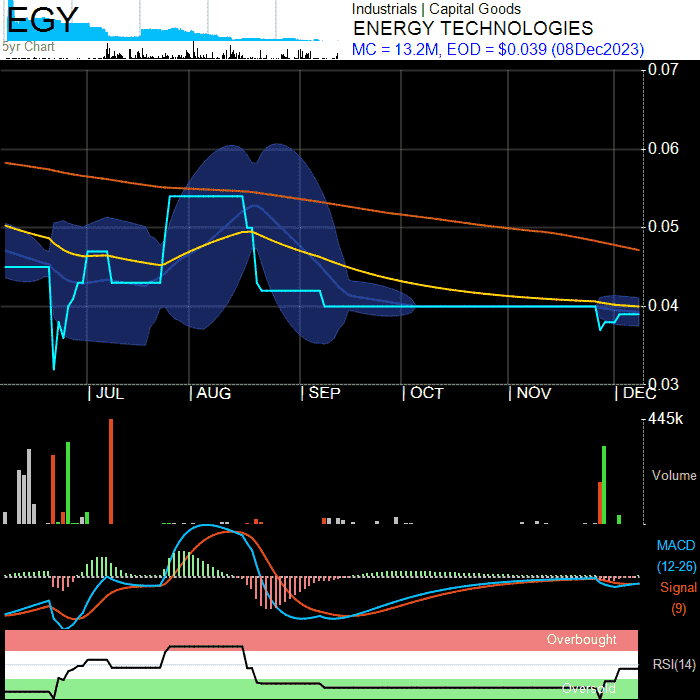 EGY
5yr Chart
Industrials | Capital Goods
ENERGY TECHNOLOGIES
MC = 13.2M, EOD = $0.039 (08Dec2023)
0.07
0.06
0.05
0.04
0.03
JUL
AUG
SEP
OCT
NOV
DEC
445k
Volume
MACD
(12-26)
Signal
(9)
Overbought
RSI(14)
Oversold